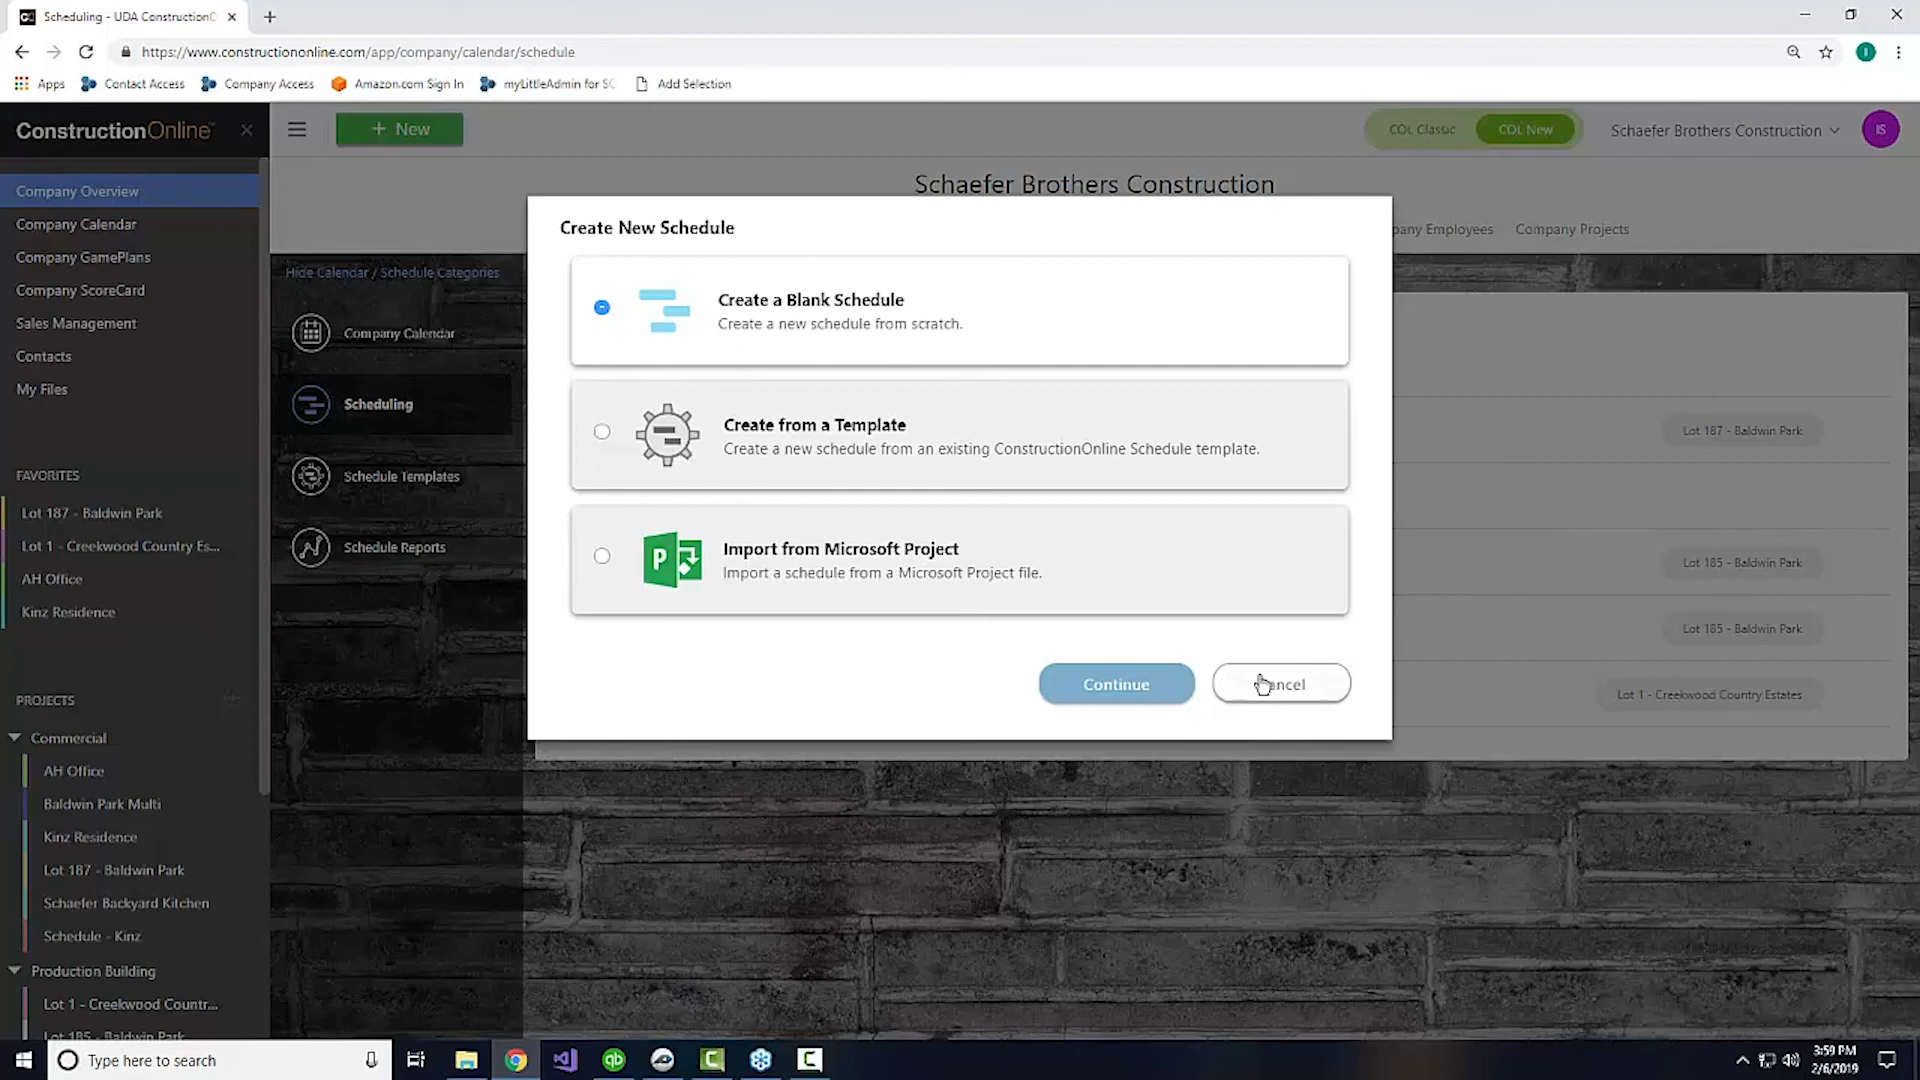 Scheduling - UDA ConstructionO
https://www.constructiononline.com/app/company/calendar/schedule
I
Apps
Contact Access
Company Access
Amazon.com Sign In
myLittleAdmin for SQ
Add Selection
ConstructionOnline™
+ New
COL Classic
COL New
Schaefer Brothers Construction
IS
Company Overview
Company Calendar
Company GamePlans
Company ScoreCard
Sales Management
Contacts
My Files
FAVORITES
Lot 187 - Baldwin Park
Lot 1 - Creekwood Country Es...
AH Office
Kinz Residence
PROJECTS
Commercial
AH Office
Baldwin Park Multi
Kinz Residence
Lot 187 - Baldwin Park
Schaefer Backyard Kitchen
Schedule - Kinz
Production Building
Lot 1 - Creekwood Countr...
Lot 185 - Baldwin Park
Schaefer Brothers Construction
Employees
Company Projects
Hide Calendar / Schedule Categories
Company Calendar
Scheduling
Schedule Templates
Schedule Reports
Create New Schedule
Create a Blank Schedule
Create a new schedule from scratch.
Create from a Template
Create a new schedule from an existing ConstructionOnline Schedule template.
P
Import from Microsoft Project
Import a schedule from a Microsoft Project file.
Continue
Cancel
Lot 187 - Baldwin Park
Lot 185 - Baldwin Park
Lot 185 - Baldwin Park
Lot 1 - Creekwood Country Estates
Type here to search
qb
3:59 PM
2/6/2019